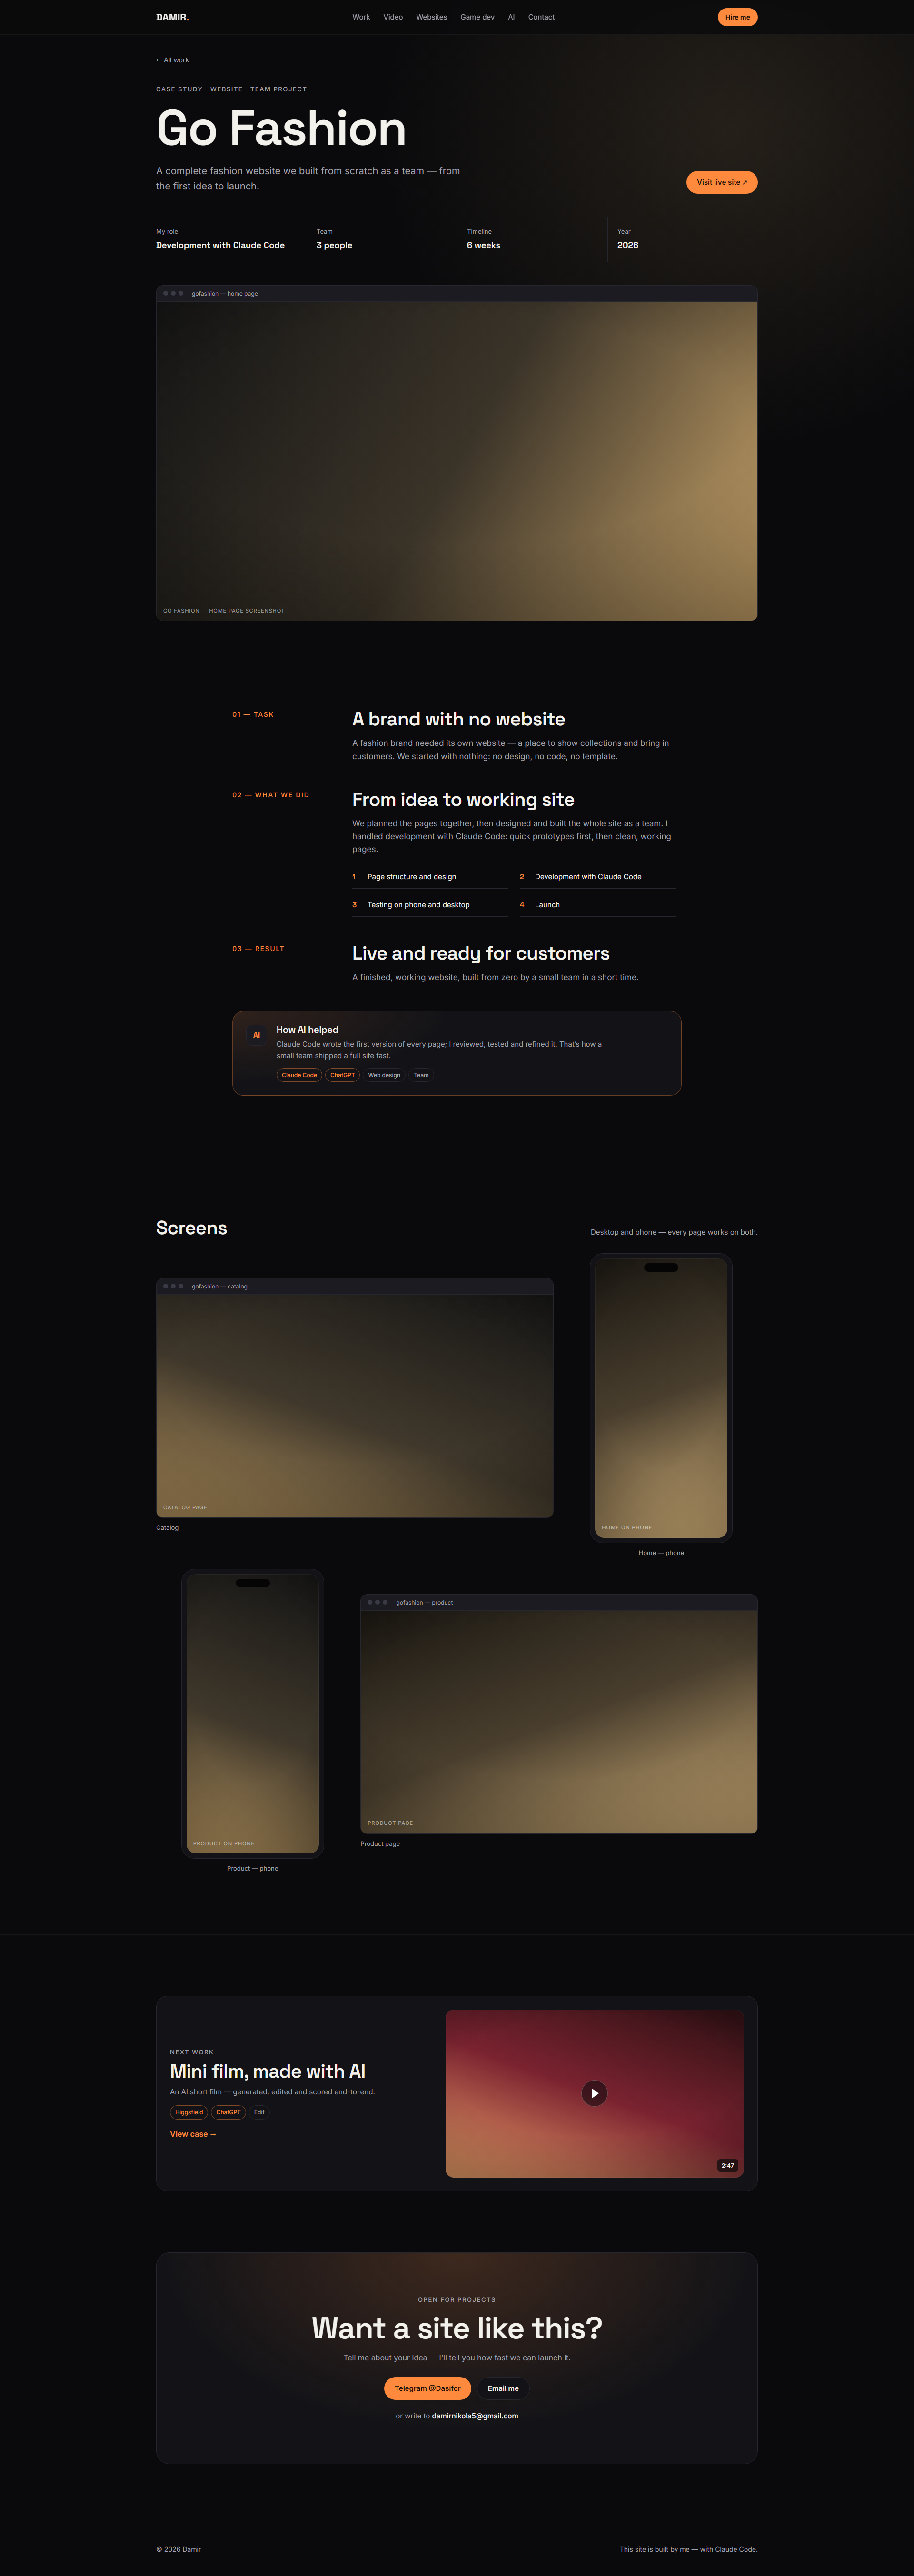 DAMIR.
Work
Video
Websites
Game dev
AI
Contact
Hire me
← All work
CASE STUDY · WEBSITE · TEAM PROJECT
Go Fashion
A complete fashion website we built from scratch as a team — from
the first idea to launch.
Visit live site ↗
My role
Development with Claude Code
Team
3 people
Timeline
6 weeks
Year
2026
gofashion — home page
GO FASHION — HOME PAGE SCREENSHOT
01 — TASK
A brand with no website
A fashion brand needed its own website — a place to show collections and bring in
customers. We started with nothing: no design, no code, no template.
02 — WHAT WE DID
From idea to working site
We planned the pages together, then designed and built the whole site as a team. I
handled development with Claude Code: quick prototypes first, then clean, working
pages.
1 Page structure and design
2 Development with Claude Code
3 Testing on phone and desktop
4 Launch
03 — RESULT
Live and ready for customers
A finished, working website, built from zero by a small team in a short time.
AI
How AI helped
Claude Code wrote the first version of every page; I reviewed, tested and refined it. That's how a
small team shipped a full site fast.
Claude Code
ChatGPT
Web design
Team
Screens
Desktop and phone — every page works on both.
gofashion — catalog
CATALOG PAGE
Catalog
HOME ON PHONE
Home — phone
PRODUCT ON PHONE
Product — phone
gofashion — product
PRODUCT PAGE
Product page
NEXT WORK
Mini film, made with AI
An AI short film — generated, edited and scored end-to-end.
Higgsfield
ChatGPT
Edit
View case →
2:47
OPEN FOR PROJECTS
Want a site like this?
Tell me about your idea — I'll tell you how fast we can launch it.
Telegram @Dasifor
Email me
or write to damirnikola5@gmail.com
© 2026 Damir
This site is built by me — with Claude Code.